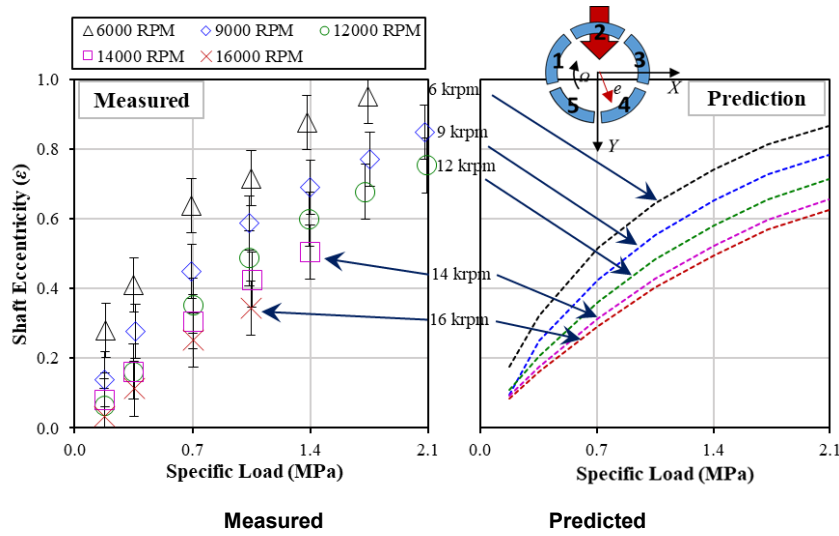 6000 RPM 9000 RPM 12000 RPM
14000 RPM 16000 RPM
Measured
Shaft Eccentricity (ε)
1.0
0.8
0.6
0.4
0.2
0.0
0.0 0.7 1.4 2.1
Specific Load (MPa)
6 krpm
9 krpm
12 krpm
14 krpm
16 krpm
1 2 3 4 5
Ω e X
Y
Prediction
0.0 0.7 1.4 2.1
Specific Load (MPa)
Measured Predicted